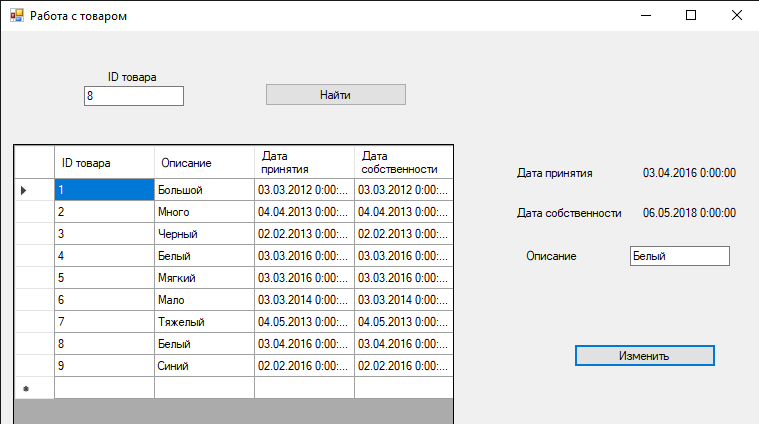 Работа с товаром
ID товара
8
Найти
ID товара Описание Дата принятия Дата собственности
1 Большой 03.03.2012 0:00:... 03.03.2012 0:00:...
2 Много 04.04.2013 0:00:... 04.04.2013 0:00:...
3 Черный 02.02.2013 0:00:... 02.02.2013 0:00:...
4 Белый 03.03.2016 0:00:... 03.03.2016 0:00:...
5 Мягкий 03.03.2016 0:00:... 03.03.2016 0:00:...
6 Мало 03.03.2014 0:00:... 03.03.2014 0:00:...
7 Тяжелый 04.05.2013 0:00:... 04.05.2013 0:00:...
8 Белый 03.04.2016 0:00:... 03.04.2016 0:00:...
9 Синий 02.02.2016 0:00:... 02.02.2016 0:00:...
Дата принятия 03.04.2016 0:00:00
Дата собственности 06.05.2018 0:00:00
Описание Белый
Изменить